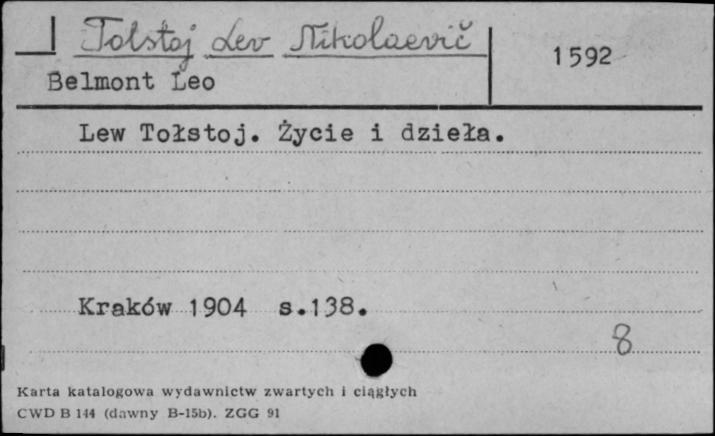 Tolstoj Lev Nikolaevič
1592
Belmont Leo
Lew Tołstoj. Życie i dzieła.
Kraków 1904 s.138.
8
Karta katalogowa wydawnictw zwartych i ciągłych
CWD B 144 (dawny B-15b). ZGG 91